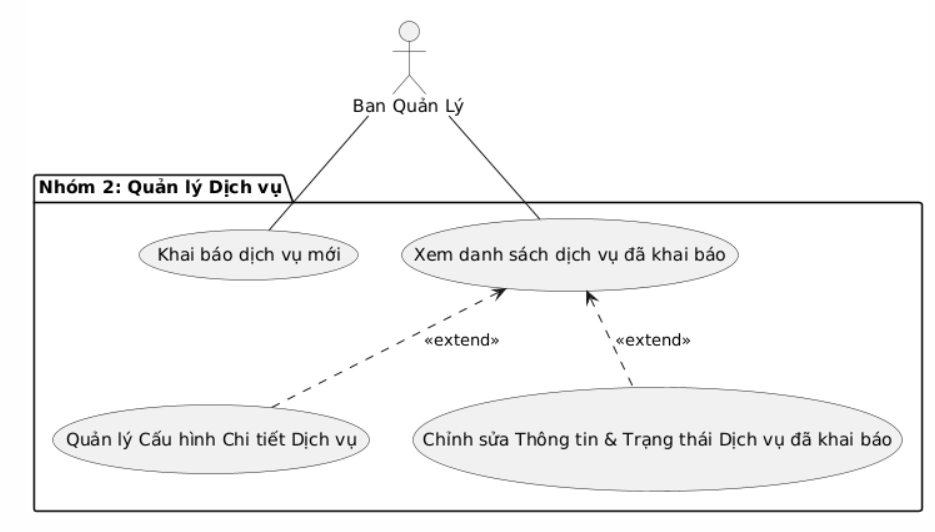 Ban Quản Lý
Nhóm 2: Quản lý Dịch vụ
Khai báo dịch vụ mới
Xem danh sách dịch vụ đã khai báo
«extend»
«extend»
Quản lý Cấu hình Chi tiết Dịch vụ
Chỉnh sửa Thông tin & Trạng thái Dịch vụ đã khai báo